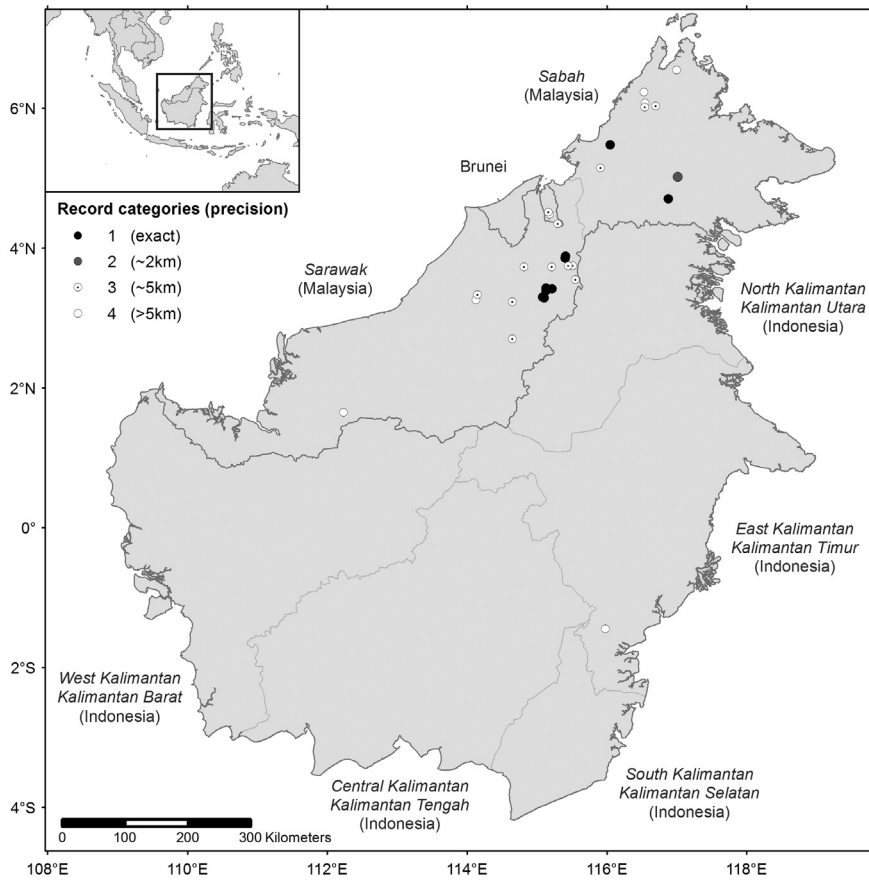 Sabah
(Malaysia)
6°N
Brunei
Record categories (precision)
1 (exact)
2 (~2km)
3 (~5km)
4 (>5km)
4°N
Sarawak
(Malaysia)
North Kalimantan
Kalimantan Utara
(Indonesia)
2°N
0°
East Kalimantan
Kalimantan Timur
(Indonesia)
2°S
West Kalimantan
Kalimantan Barat
(Indonesia)
South Kalimantan
Kalimantan Selatan
(Indonesia)
Central Kalimantan
Kalimantan Tengah
(Indonesia)
4°S
0 100 200 300 Kilometers
108°E 110°E 112°E 114°E 116°E 118°E